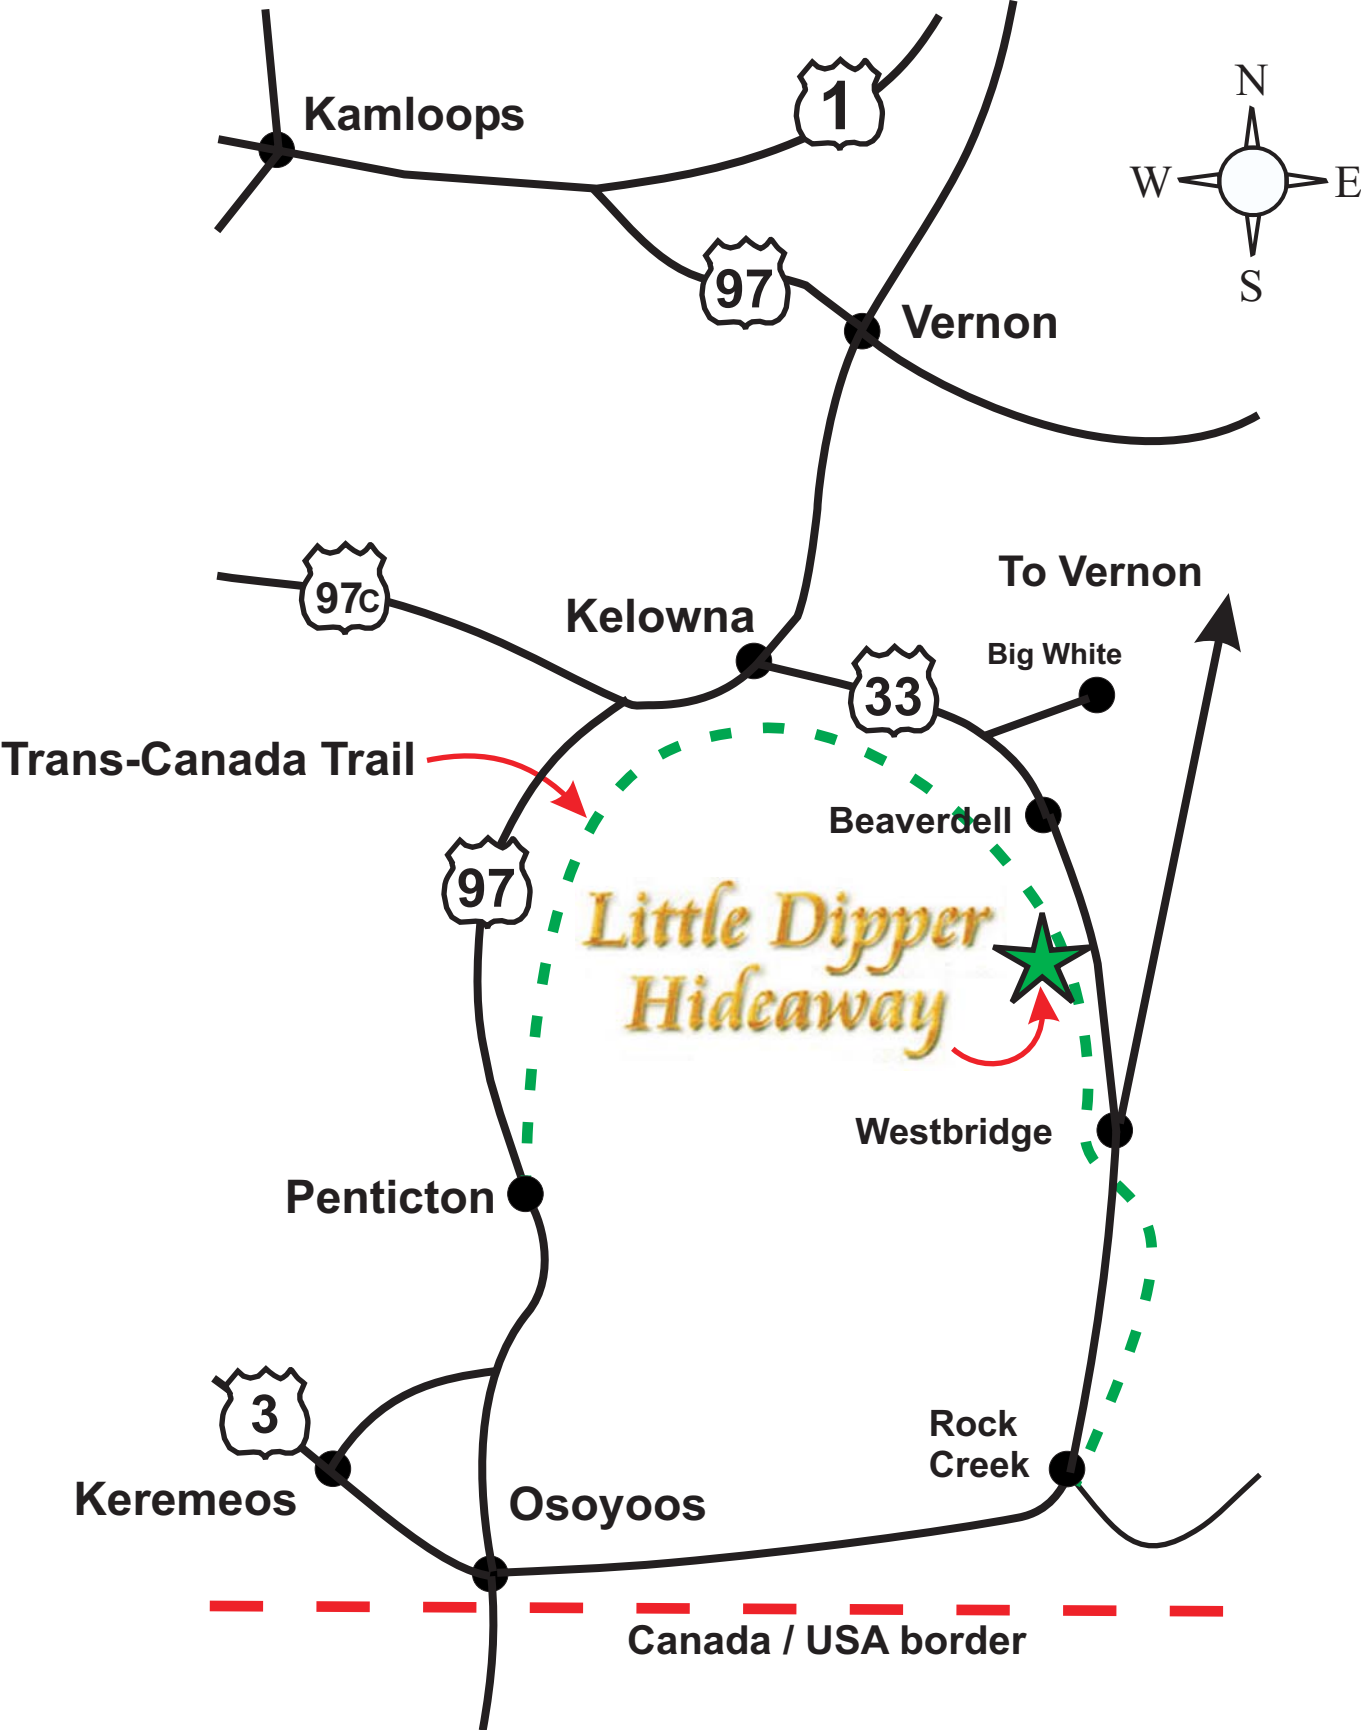 N
Kamloops
1
W
E
97
S
Vernon
To Vernon
97C
Kelowna
Big White
33
Trans-Canada Trail
Beaverdell
97
Little Dipper
Hideaway
Westbridge
Penticton
3
Rock
Creek
Keremeos
Osoyoos
Canada / USA border